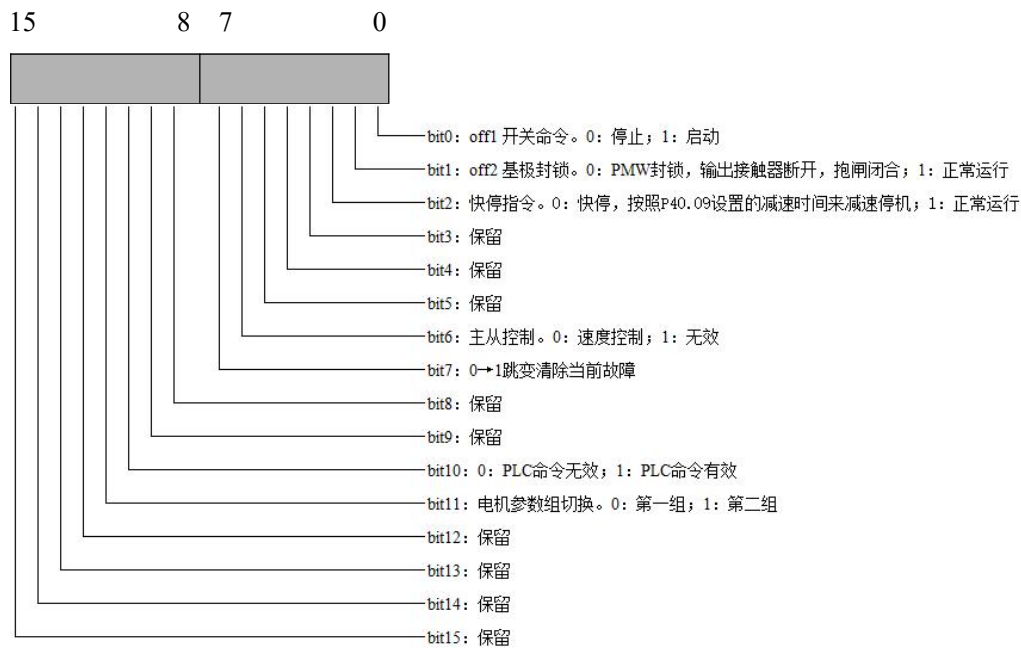 15 8 7 0
bit0：off1 开关命令。0：停止；1：启动
bit1：off2 基极封锁。0：PMW封锁，输出接触器断开，抱闸闭合；1：正常运行
bit2：快停指令。0：快停，按照P40.09设置的减速时间来减速停机；1：正常运行
bit3：保留
bit4：保留
bit5：保留
bit6：主从控制。0：速度控制；1：无效
bit7：0→1跳变清除当前故障
bit8：保留
bit9：保留
bit10：0：PLC命令无效；1：PLC命令有效
bit11：电机参数组切换。0：第一组；1：第二组
bit12：保留
bit13：保留
bit14：保留
bit15：保留